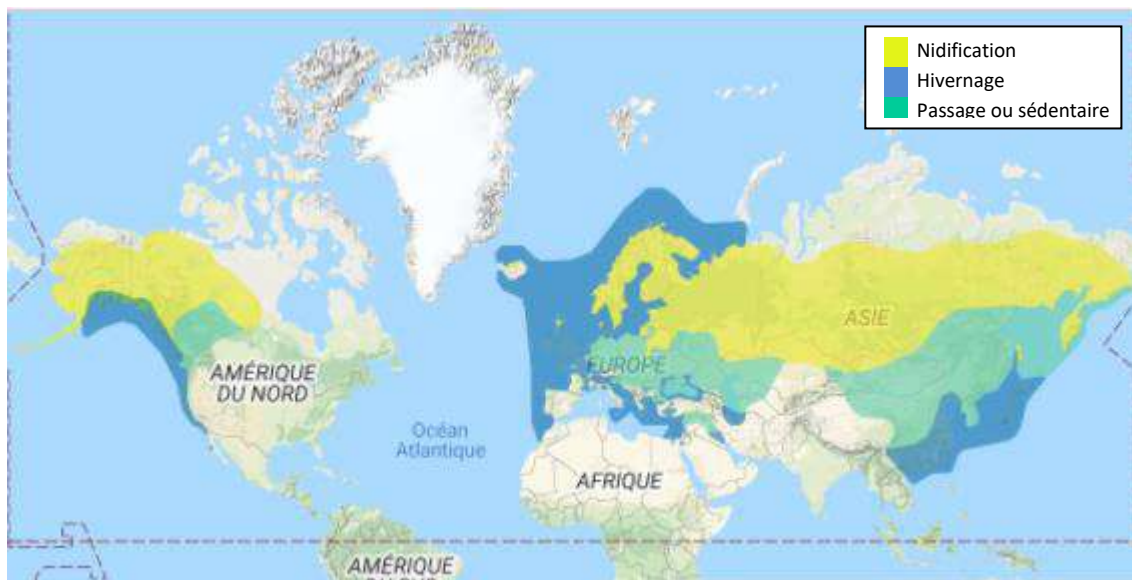 Nidification
Hivernage
Passage ou sédentaire
ASIE
EUROPE
AMÉRIQUE
DU NORD
Océan
Atlantique
AFRIQUE
AMÉRIQUE